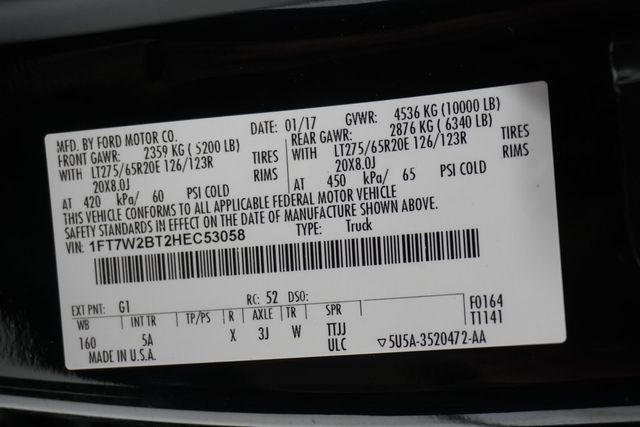 MFD. BY FORD MOTOR CO. DATE: 01/17 GVWR: 4536 KG (10000 LB)
FRONT GAWR: 2359 KG ( 5200 LB) REAR GAWR: 2876 KG ( 6340 LB)
WITH LT275/65R20E 126/123R TIRES WITH LT275/65R20E 126/123R TIRES
20X8.0J RIMS 20X8.0J RIMS
AT 420 kPa/ 60 PSI COLD AT 450 kPa/ 65 PSI COLD
THIS VEHICLE CONFORMS TO ALL APPLICABLE FEDERAL MOTOR VEHICLE
SAFETY STANDARDS IN EFFECT ON THE DATE OF MANUFACTURE SHOWN ABOVE.
VIN: 1FT7W2BT2HEC53058 TYPE: Truck
EXT PNT: G1 RC: 52 DSO: F0164
WB INT TR TP/PS R AXLE TR SPR T1141
160 5A X 3J W TTJJ
ULC
MADE IN U.S.A. ▽5U5A-3520472-AA